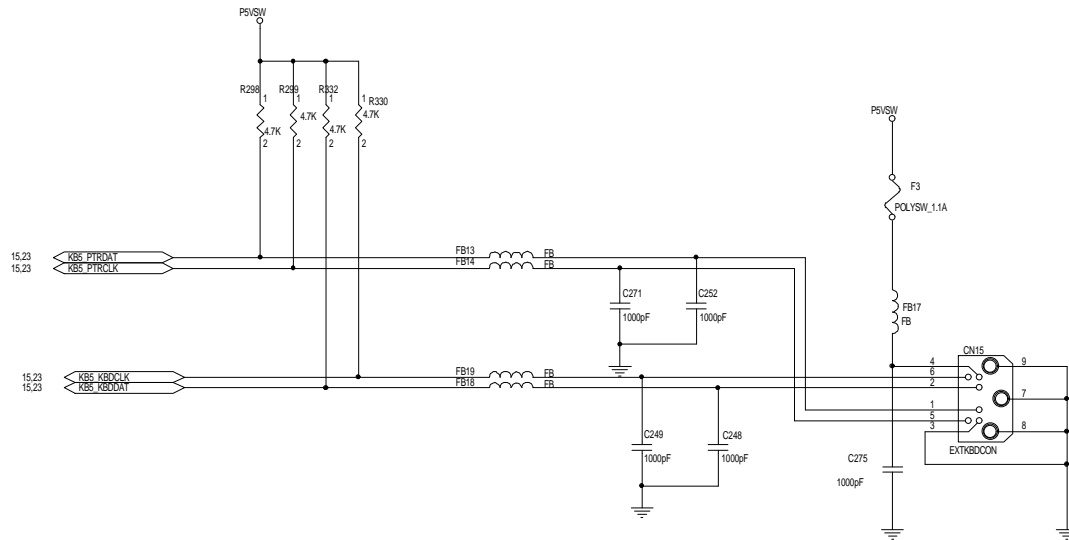 P5VSW
R298 1 4.7K 2
R299 1 4.7K 2
R332 1 4.7K 2
1 R330 4.7K 2
P5VSW
F3
POLYSW_1.1A
15,23 KB5_PTRDAT FB13 FB
15,23 KB5_PTRCLK FB14 FB
C271
1000pF
C252
1000pF
FB17
FB
CN15
15,23 KB5_KBDCLK FB19 FB
15,23 KB5_KBDDAT FB18 FB
4 9
6
2
7
1
5
3 8
EXTKBDCON
C249
1000pF
C248
1000pF
C275
1000pF